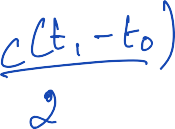 c(t₁ - t₀)
2